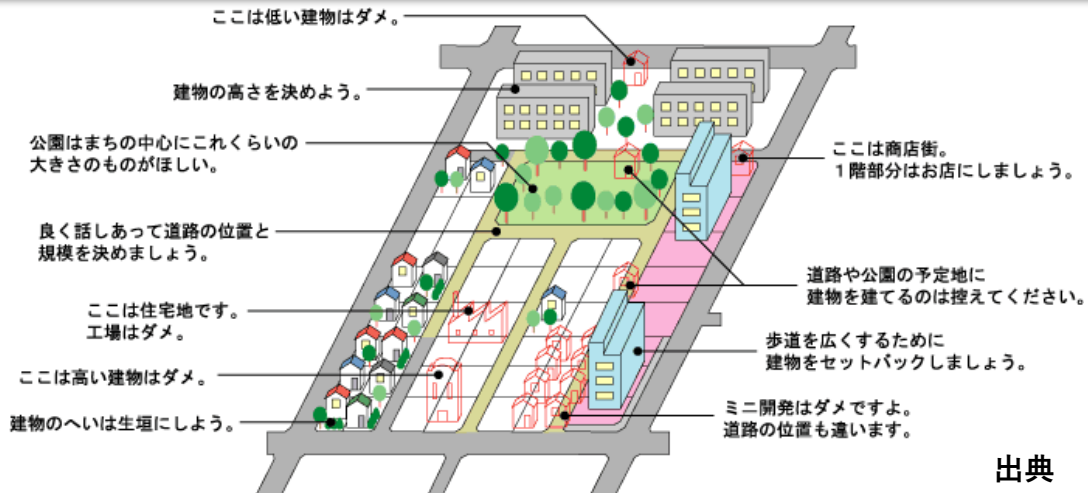 ここは低い建物はダメ。
建物の高さを決めよう。
公園はまちの中心にこれくらいの
大きさのものがほしい。
良く話しあって道路の位置と
規模を決めましょう。
ここは住宅地です。
工場はダメ。
ここは高い建物はダメ。
建物のへいは生垣にしよう。
ここは商店街。
１階部分はお店にしましょう。
道路や公園の予定地に
建物を建てるのは控えてください。
歩道を広くするために
建物をセットバックしましょう。
ミニ開発はダメですよ。
道路の位置も違います。
出典